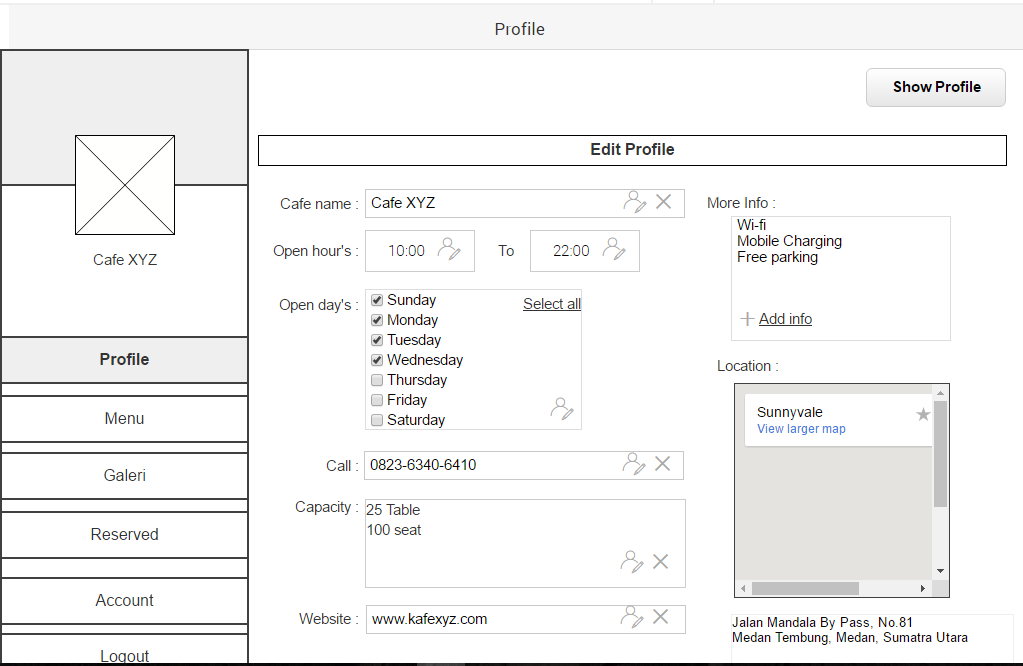 Profile
Show Profile
Cafe XYZ
Profile
Menu
Galeri
Reserved
Account
Logout
Edit Profile
Cafe name : Cafe XYZ
Open hour's : 10:00 To 22:00
Open day's : Sunday Select all
Monday
Tuesday
Wednesday
Thursday
Friday
Saturday
Call : 0823-6340-6410
Capacity : 25 Table
100 seat
Website : www.kafexyz.com
More Info :
Wi-fi
Mobile Charging
Free parking
Add info
Location :
Sunnyvale
View larger map
Jalan Mandala By Pass, No.81
Medan Tembung, Medan, Sumatra Utara